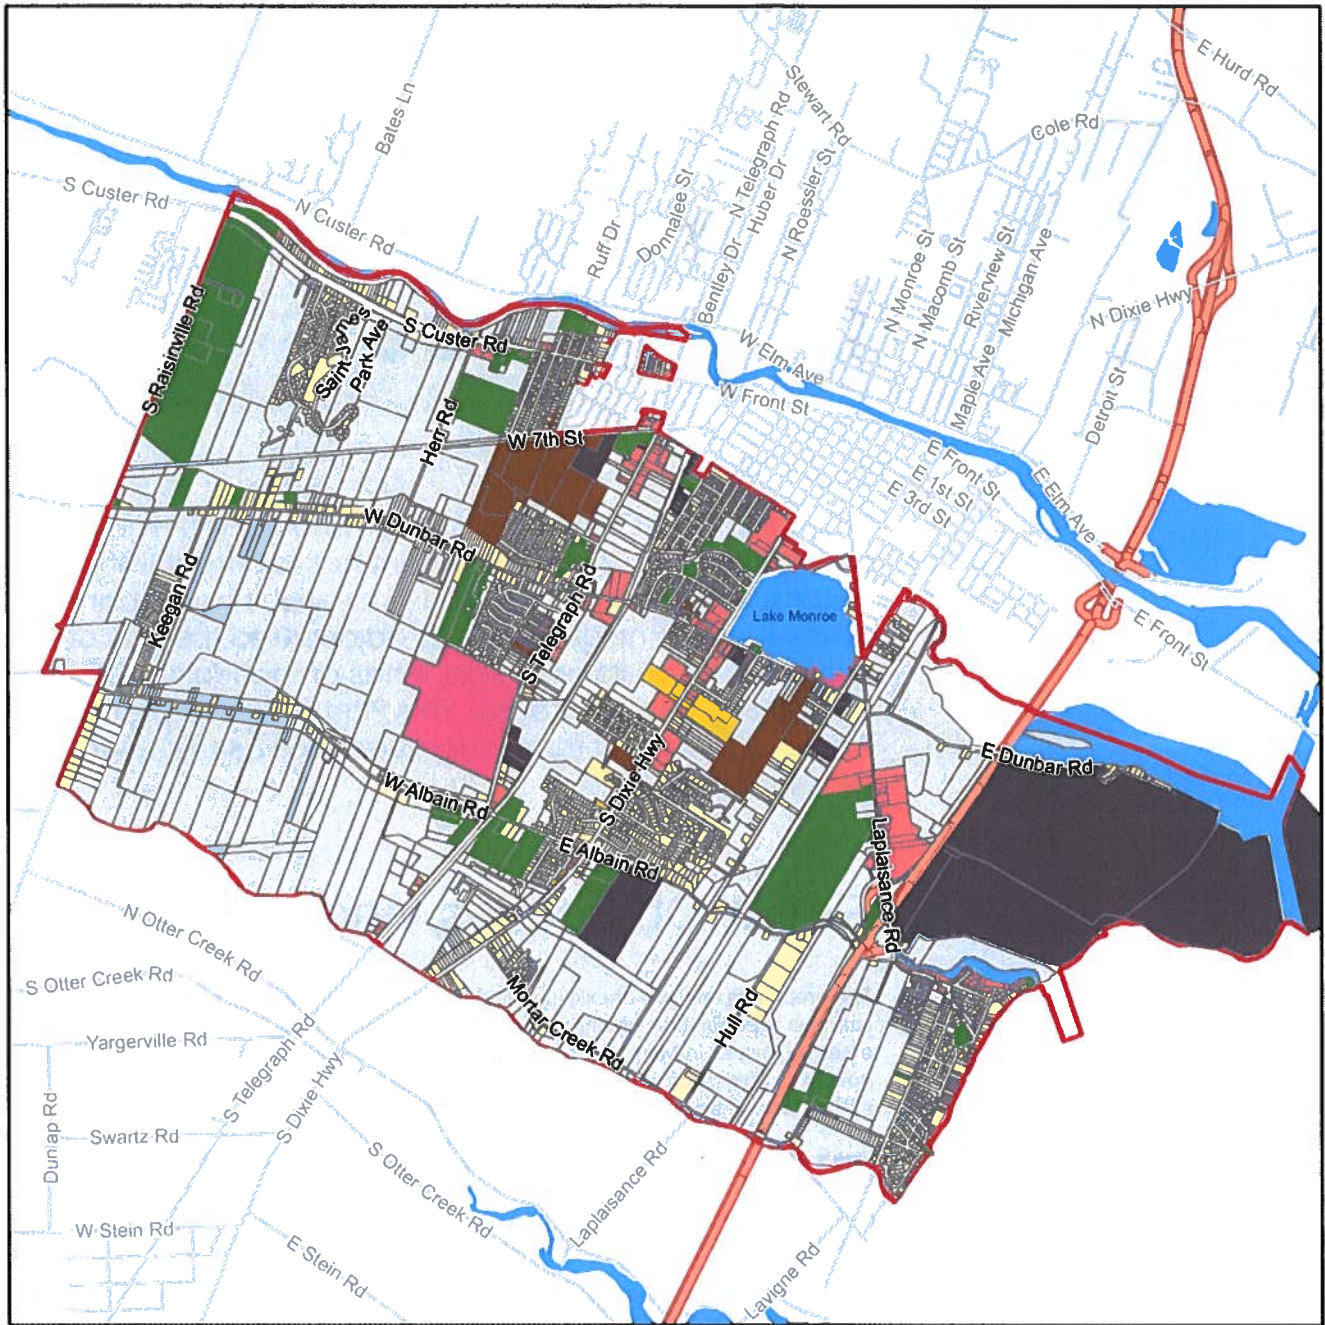 E Hurd Rd
Stewart Rd
Cole Rd
Bates Ln
N Telegraph Rd
Huber Dr
N Roessler St
Donnalee St
S Custer Rd
N Custer Rd
Ruff Dr
Bentley Dr
N Monroe St
N Macomb St
Riverview St
Michigan Ave
N Dixie Hwy
S Raisinville Rd
Saint James
Park Ave
S Custer Rd
W Elm Ave
W Front St
Maple Ave
Detroit St
Herr Rd
W 7th St
E Front St
E 1st St
E 3rd St
E Elm Ave
W Dunbar Rd
Keegan Rd
S Telegraph Rd
Lake Monroe
E Front St
E Dunbar Rd
S Dixie Hwy
W Albain Rd
E Albain Rd
Laplaisance Rd
N Otter Creek Rd
S Otter Creek Rd
Mortar Creek Rd
Hull Rd
Yargerville Rd
S Telegraph Rd
S Dixie Hwy
Dunlap Rd
Swartz Rd
S Otter Creek Rd
Laplaisance Rd
W Stein Rd
E Stein Rd
Lavigne Rd